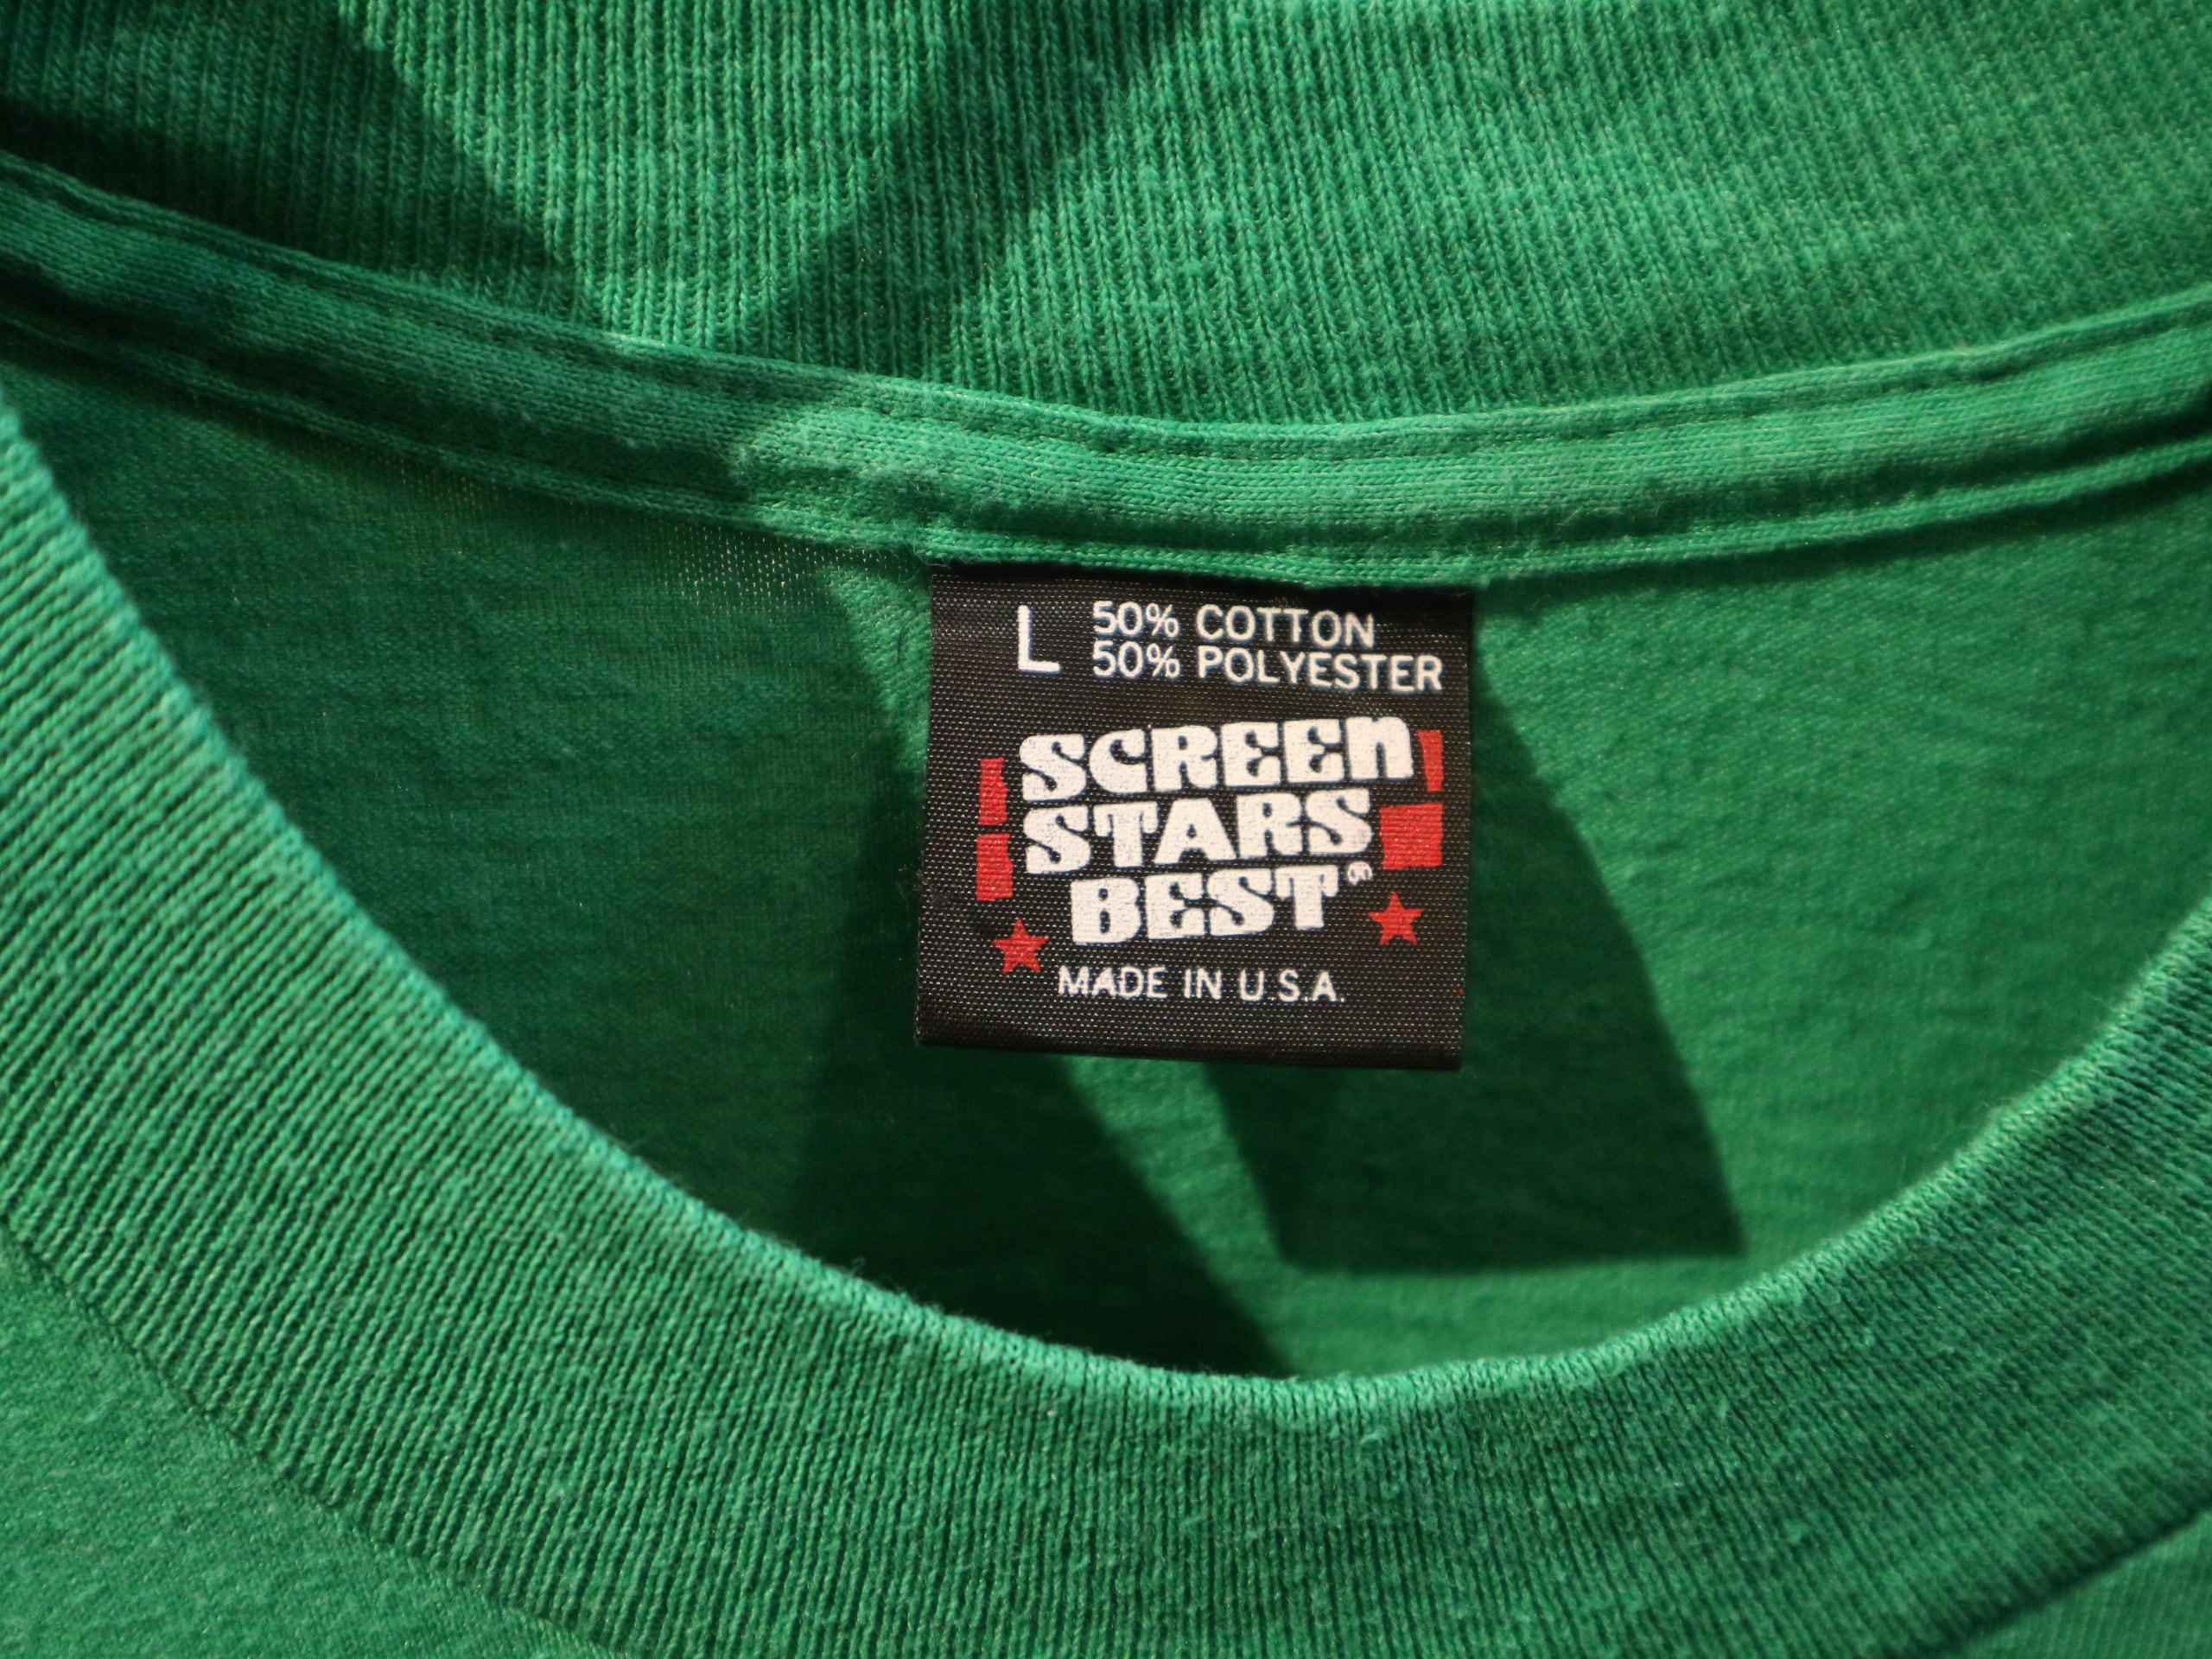 L 50% COTTON
50% POLYESTER
SCREEn
STARS
BEST®
MADE IN U.S.A.